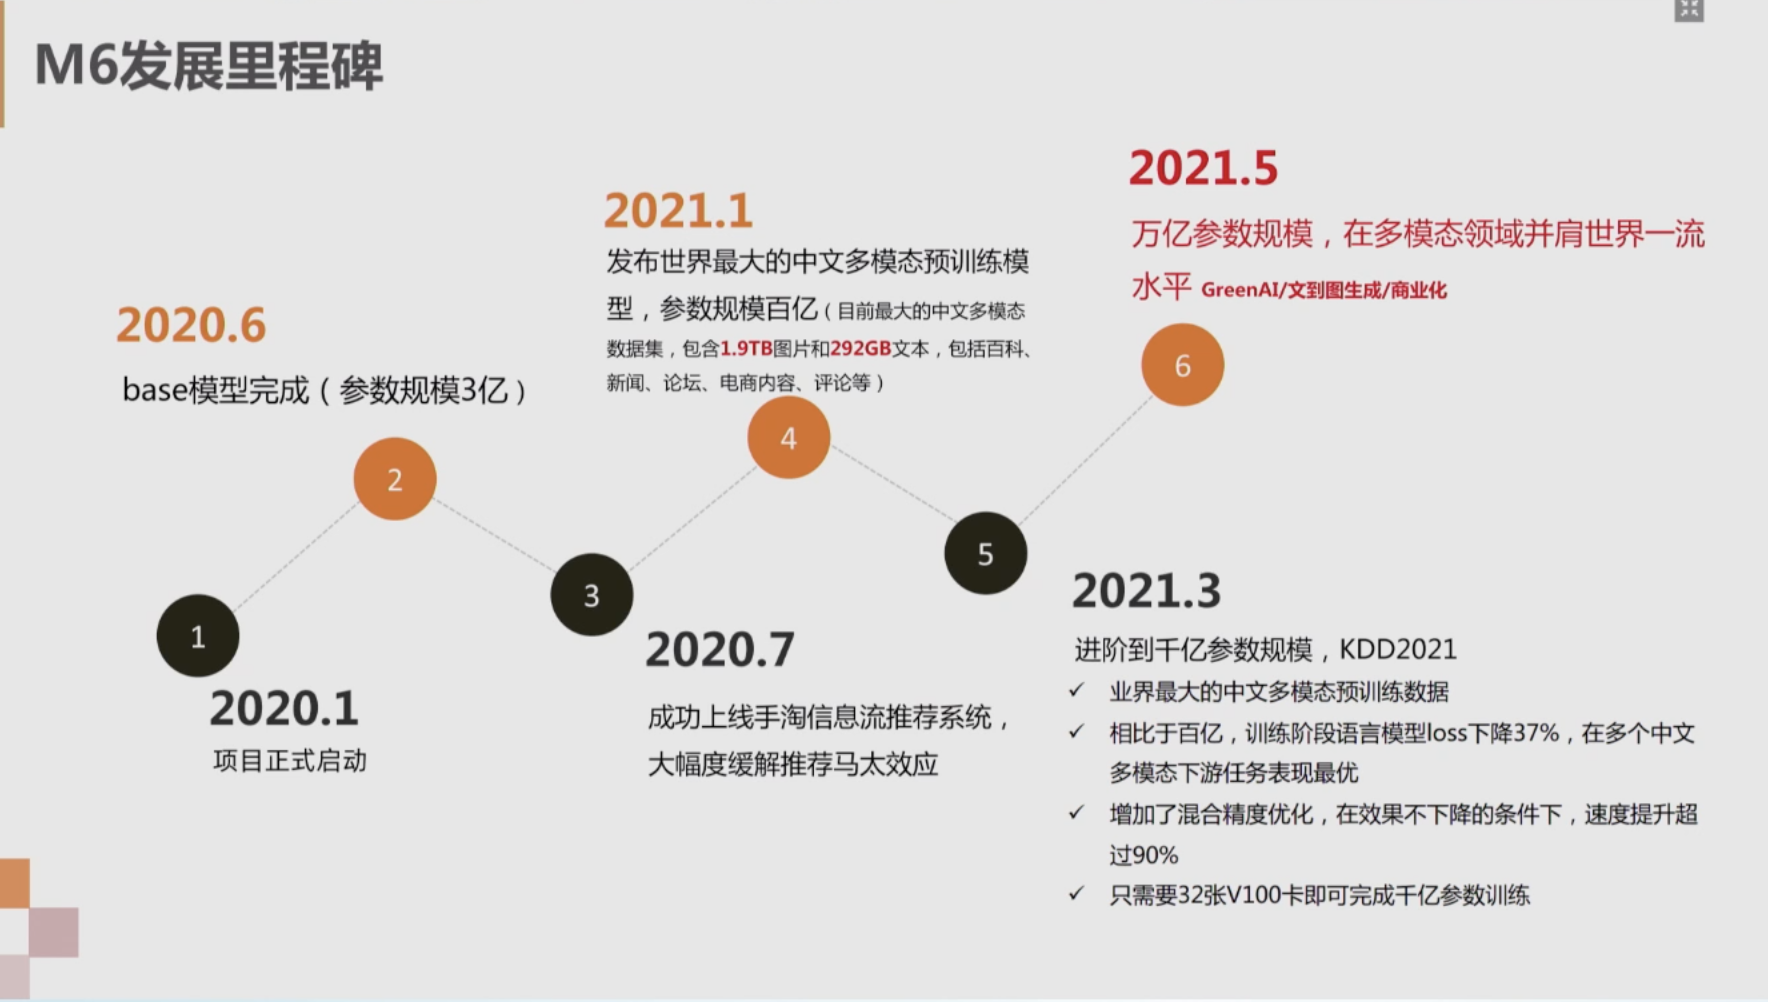 M6发展里程碑
2020.1
项目正式启动
1
2020.6
base模型完成（参数规模3亿）
2
3
2020.7
成功上线手淘信息流推荐系统，
大幅度缓解推荐马太效应
2021.1
发布世界最大的中文多模态预训练模
型，参数规模百亿（目前最大的中文多模态
数据集，包含1.9TB图片和292GB文本，包括百科、
新闻、论坛、电商内容、评论等）
4
5
2021.3
进阶到千亿参数规模，KDD2021
✓ 业界最大的中文多模态预训练数据
✓ 相比于百亿，训练阶段语言模型loss下降37%，在多个中文
多模态下游任务表现最优
✓ 增加了混合精度优化，在效果不下降的条件下，速度提升超
过90%
✓ 只需要32张V100卡即可完成千亿参数训练
2021.5
万亿参数规模，在多模态领域并肩世界一流
水平 GreenAI/文到图生成/商业化
6